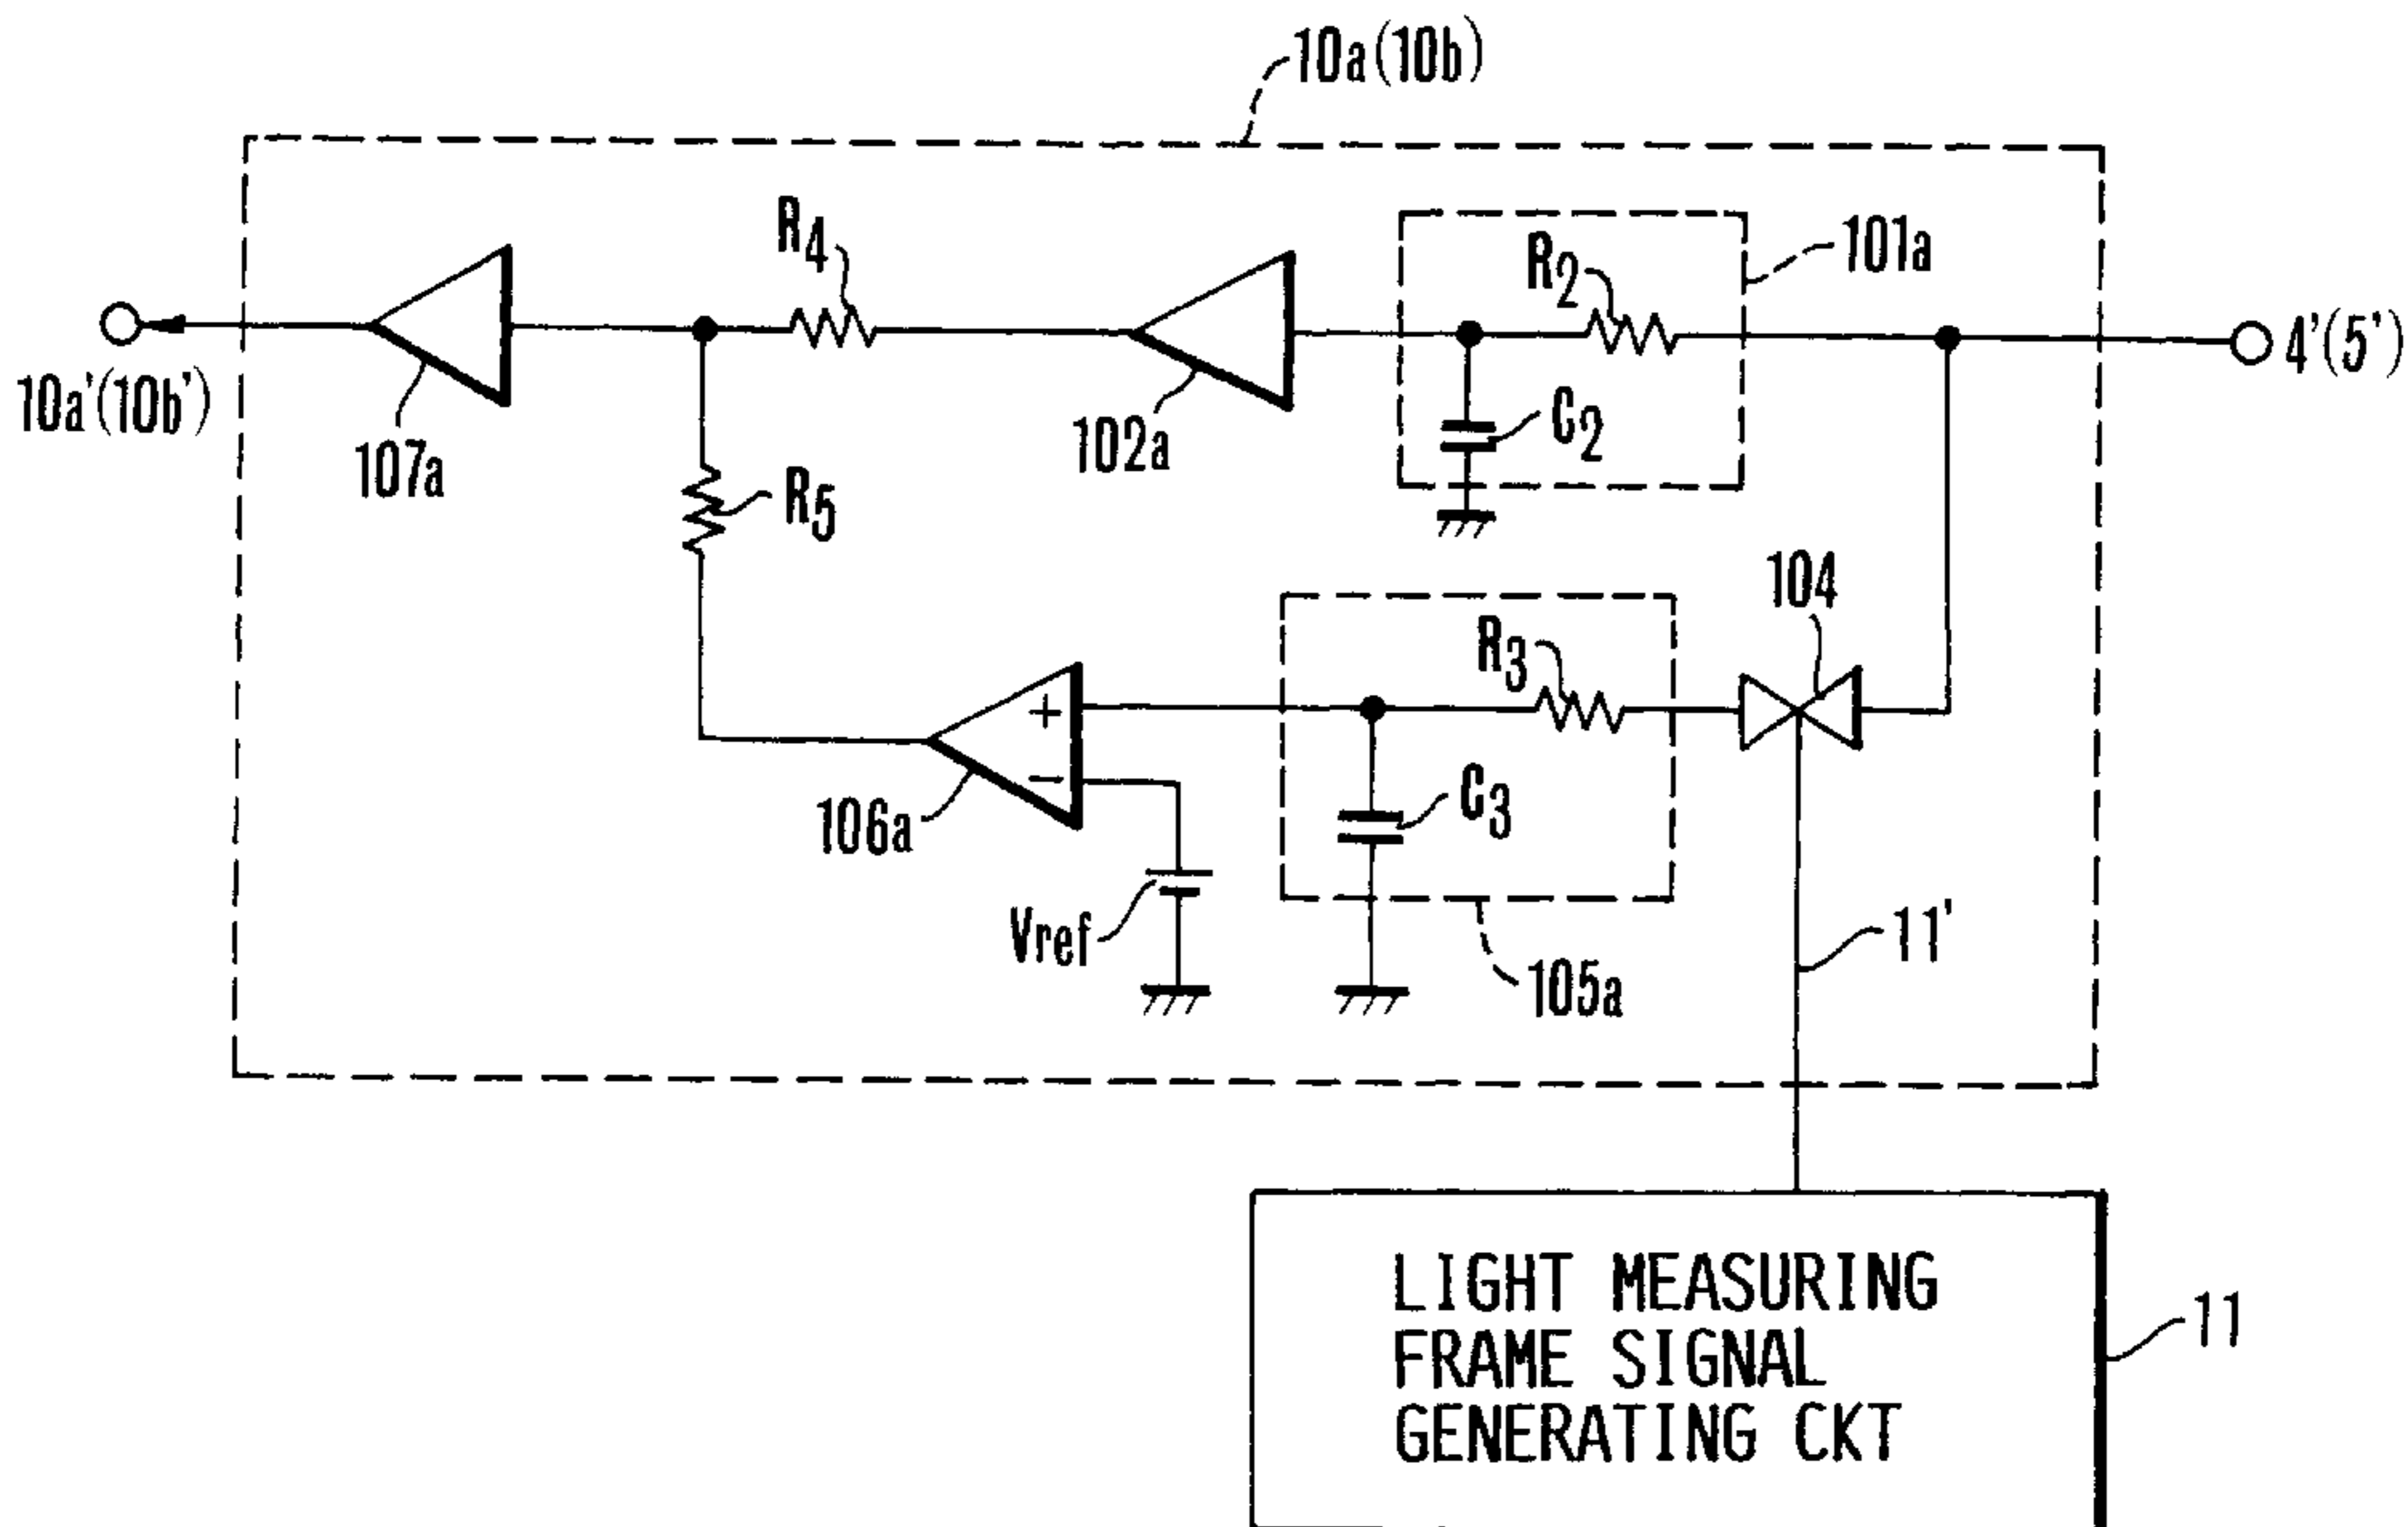 10a(10b)
R4
R2
101a
4'(5')
10a'(10b')
107a
102a
C2
R5
104
R3
106a
C3
Vref
11'
105a
LIGHT MEASURING
FRAME SIGNAL
GENERATING CKT
11
+
−